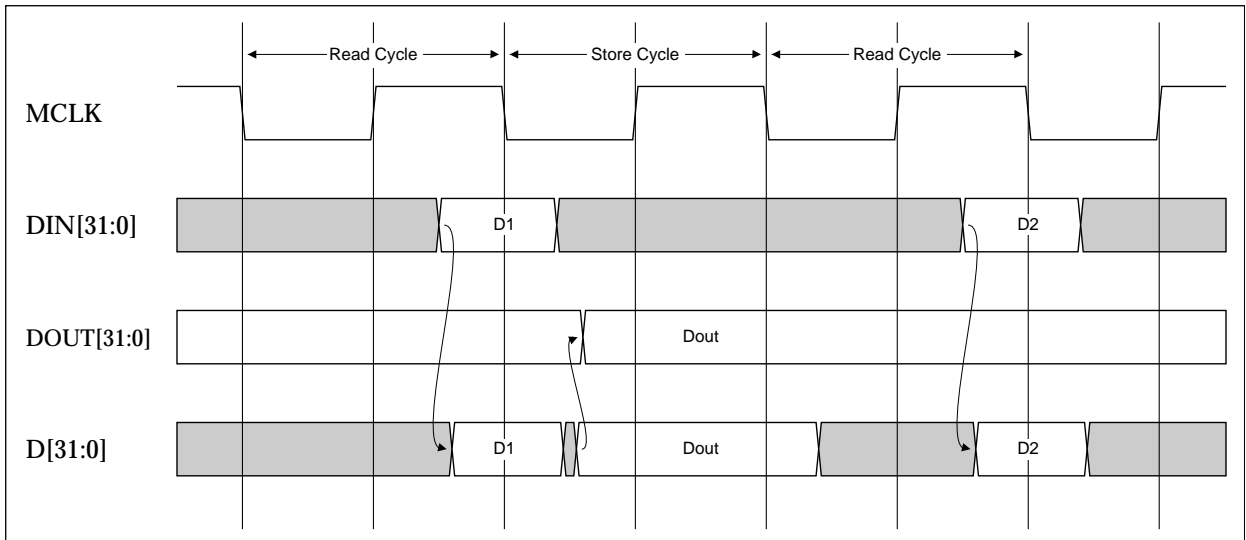 Read Cycle Store Cycle Read Cycle
MCLK
DIN[31:0] D1 D2
DOUT[31:0] Dout
D[31:0] D1 Dout D2